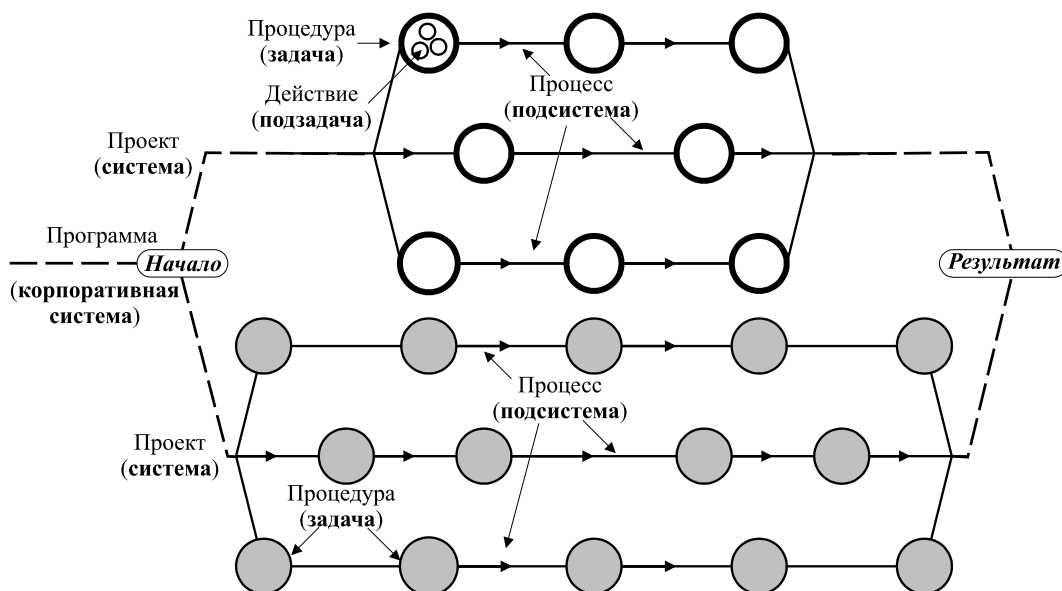 Процедура
(задача)
Действие
(подзадача)
Процесс
(подсистема)
Проект
(система)
Программа
Начало
(корпоративная
система)
Результат
Процесс
(подсистема)
Проект
(система)
Процедура
(задача)